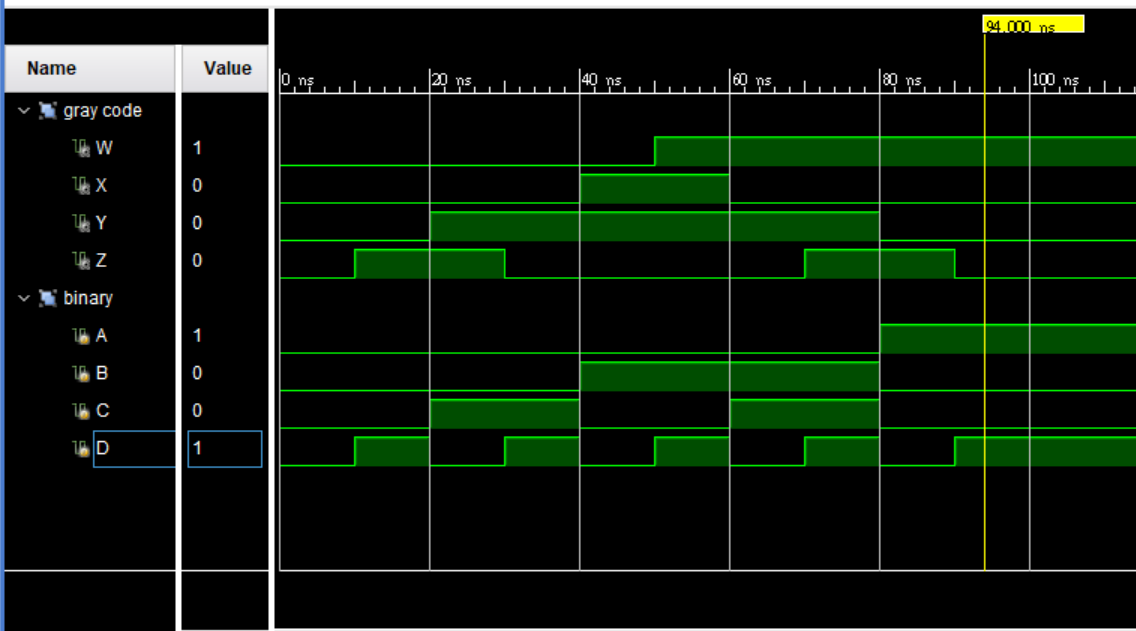 94.000 ns
Name Value
0 ns 20 ns 40 ns 60 ns 80 ns 100 ns
gray code
W 1
X 0
Y 0
Z 0
binary
A 1
B 0
C 0
D 1